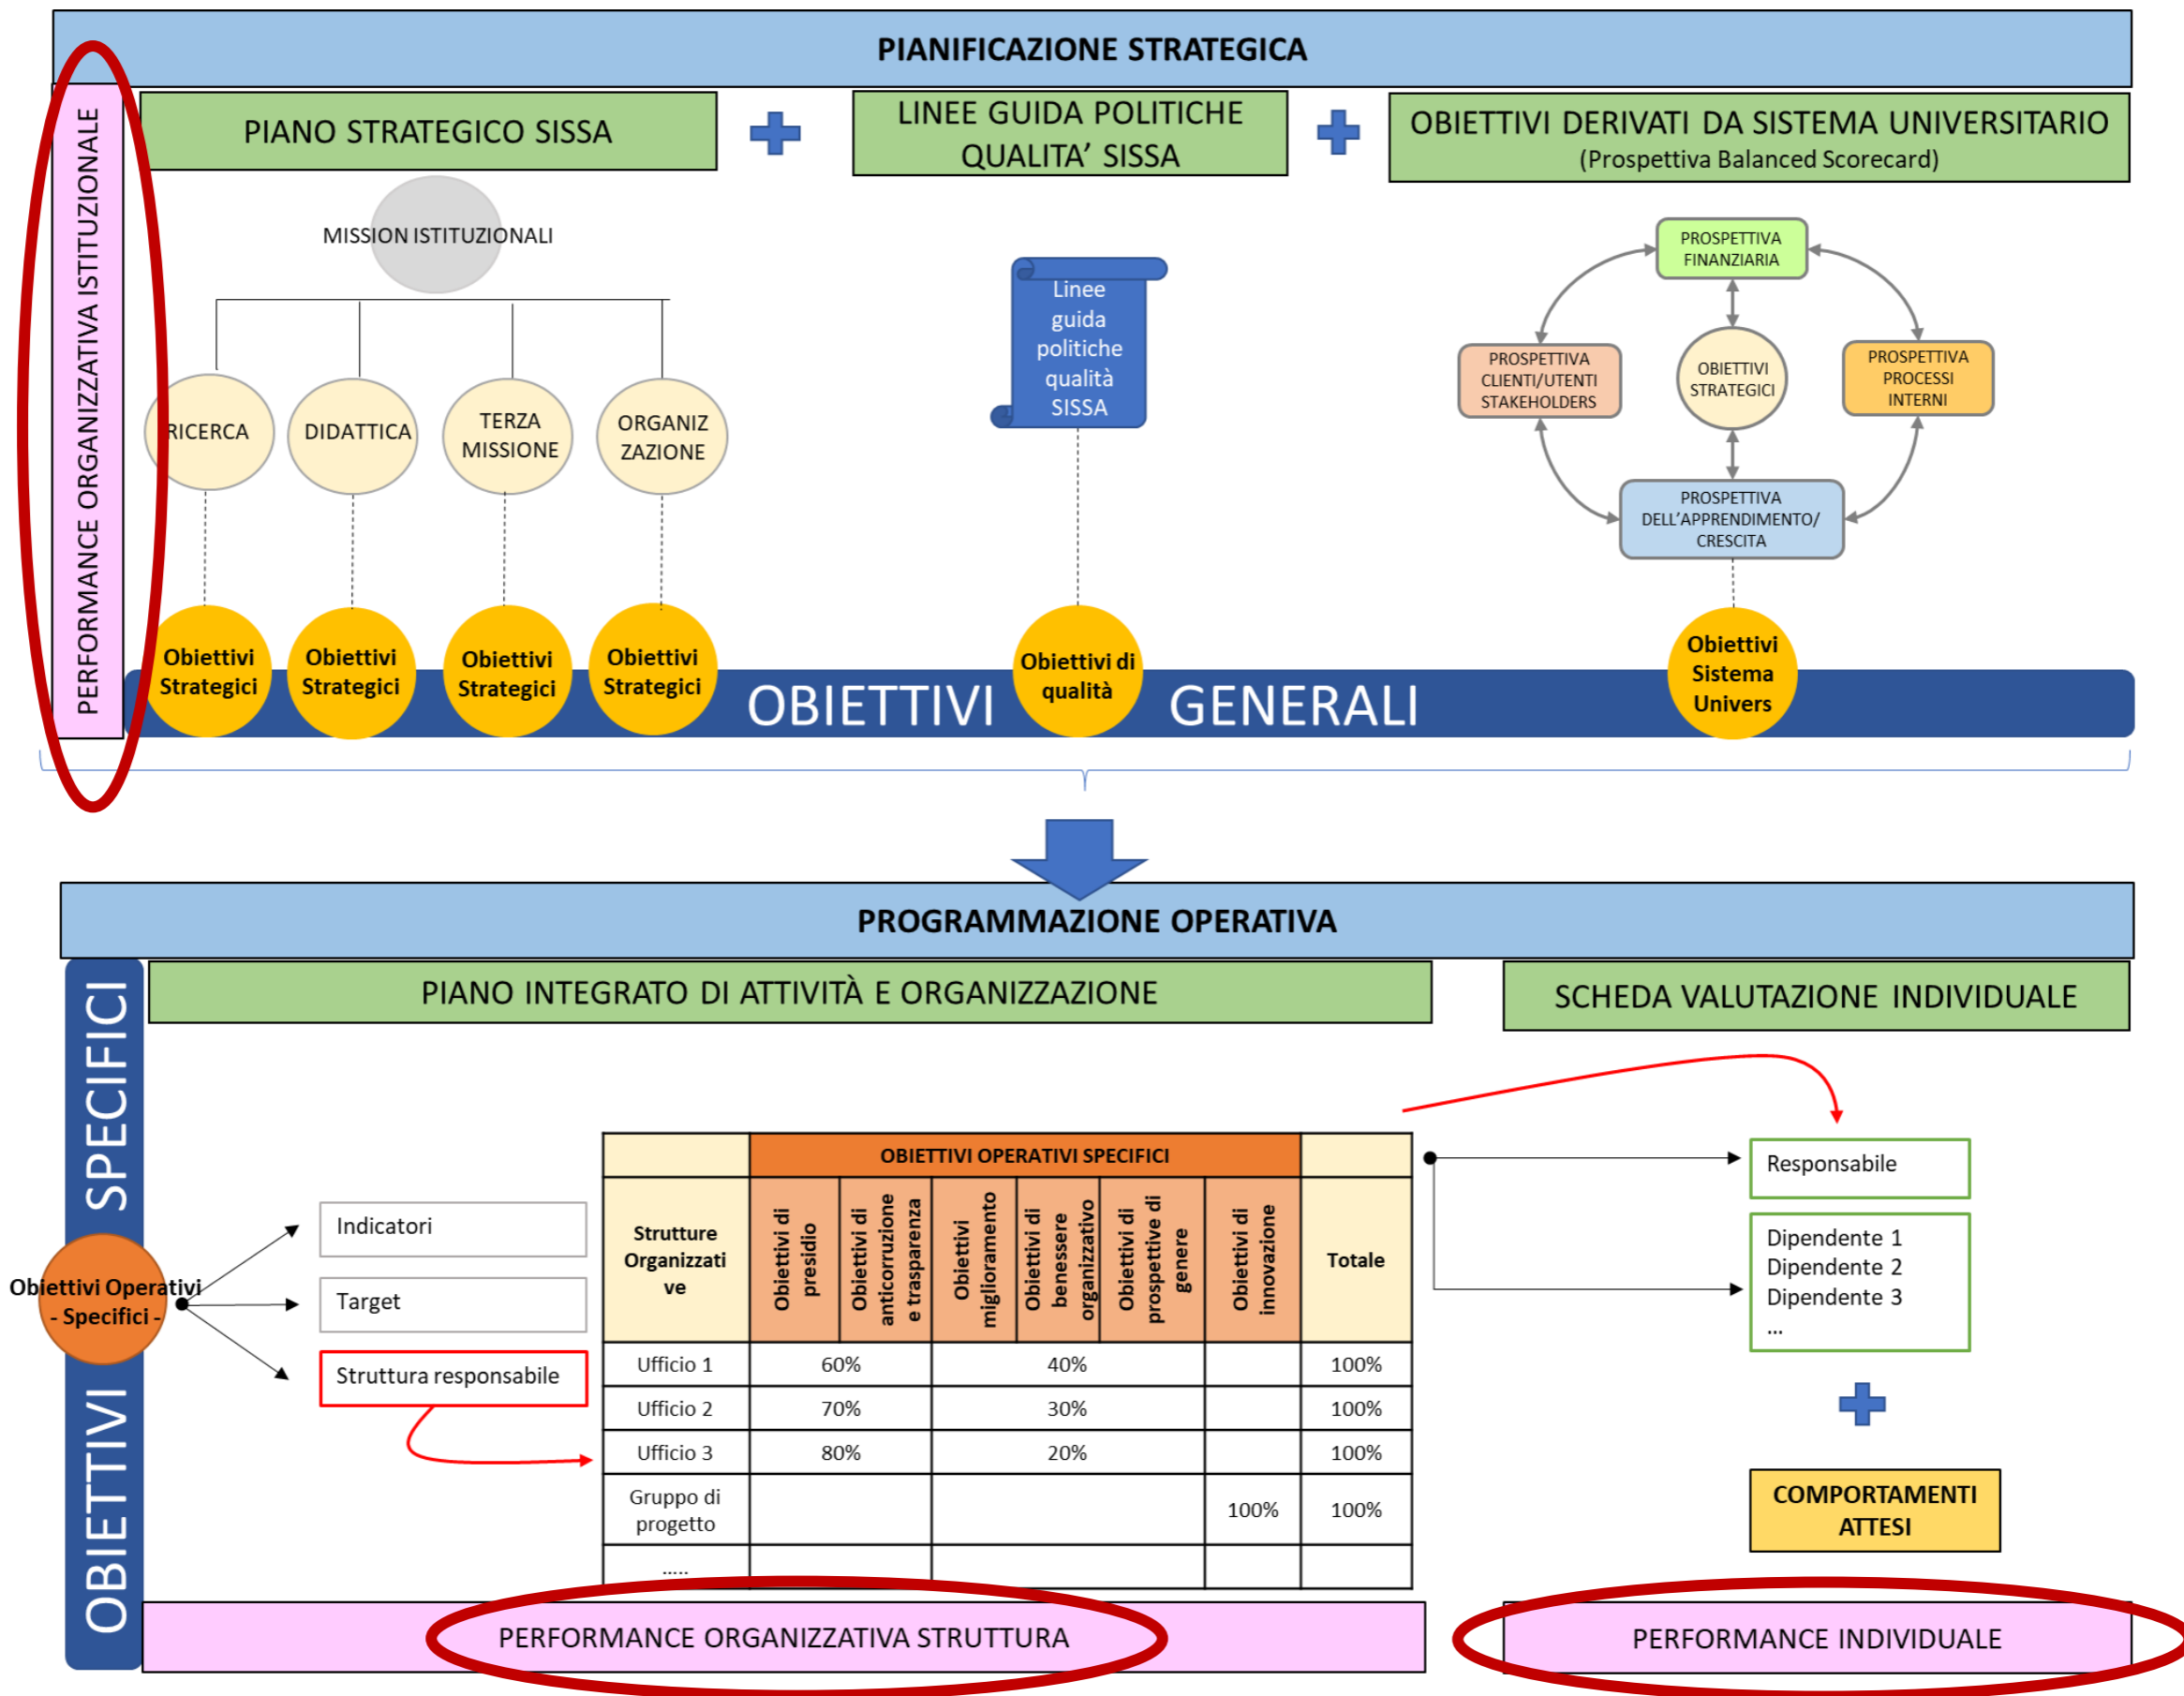 PIANIFICAZIONE STRATEGICA
PERFORMANCE ORGANIZZATIVA ISTITUZIONALE
PIANO STRATEGICO SISSA
LINEE GUIDA POLITICHE
QUALITA’ SISSA
OBIETTIVI DERIVATI DA SISTEMA UNIVERSITARIO
(Prospettiva Balanced Scorecard)
MISSION ISTITUZIONALI
RICERCA
DIDATTICA
TERZA
MISSIONE
ORGANIZ
ZAZIONE
Linee
guida
politiche
qualità
SISSA
PROSPETTIVA
FINANZIARIA
PROSPETTIVA
CLIENTI/UTENTI
STAKEHOLDERS
OBIETTIVI
STRATEGICI
PROSPETTIVA
PROCESSI
INTERNI
PROSPETTIVA
DELL’APPRENDIMENTO/
CRESCITA
Obiettivi
Strategici
Obiettivi
Strategici
Obiettivi
Strategici
Obiettivi
Strategici
Obiettivi di
qualità
Obiettivi
Sistema
Univers
OBIETTIVI GENERALI
PROGRAMMAZIONE OPERATIVA
OBIETTIVI SPECIFICI
PIANO INTEGRATO DI ATTIVITÀ E ORGANIZZAZIONE
SCHEDA VALUTAZIONE INDIVIDUALE
Obiettivi Operativi
- Specifici -
Indicatori
Target
Struttura responsabile
OBIETTIVI OPERATIVI SPECIFICI
Strutture
Organizzati
ve
Obiettivi di
presidio
Obiettivi di
anticorruzione
e trasparenza
Obiettivi
miglioramento
Obiettivi di
benessere
organizzativo
Obiettivi di
prospettive di
genere
Obiettivi di
innovazione
Totale
Ufficio 1 60% 40% 100%
Ufficio 2 70% 30% 100%
Ufficio 3 80% 20% 100%
Gruppo di
progetto
100% 100%
.....
Responsabile
Dipendente 1
Dipendente 2
Dipendente 3
...
COMPORTAMENTI
ATTESI
PERFORMANCE ORGANIZZATIVA STRUTTURA
PERFORMANCE INDIVIDUALE